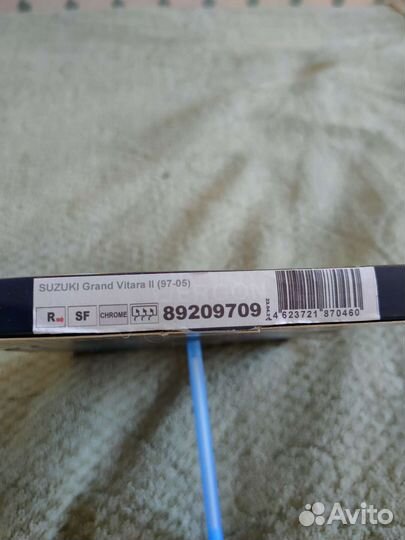 SUZUKI Grand Vitara II (97-05)
R SF CHROME 89209709
4 623721 870460
Avito